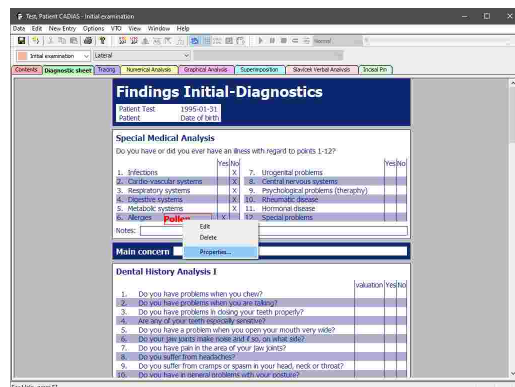 Test, Patient CADIAS - Initial examination
Date Edit New Entry Options VTO View Window Help
Normal
Initial examination Lateral
Contents Diagnostic sheet Tracing Numerical Analysis Graphical Analysis Superimposition Slavicek Verbal Analysis Incisal Pin
Findings Initial-Diagnostics
Patient Test 1995-01-31
Patient Date of birth
Special Medical Analysis
Do you have or did you ever have an illness with regard to points 1-12?
Yes No Yes No
1. Infections X 7. Urogenital problems
2. Cardio-vascular systems X 8. Central nervous systems
3. Respiratory systems X 9. Psychological problems (theraphy)
4. Digestive systems X 10. Rheumatic disease
5. Metabolic systems X 11. Hormonal disease
6. Allerges Pollen X 12. Special problems
Notes:
Edit
Delete
Properties...
Main concern
Dental History Analysis I
valuation Yes No
1. Do you have problems when you chew?
2. Do you have problems when you are talking?
3. Do you have problems in closing your teeth properly?
4. Are any of your teeth especially sensitive?
5. Do you have a problem when you open your mouth very wide?
6. Do your jaw joints make noise and if so, on what side?
7. Do you have pain in the area of your jaw joints?
8. Do you suffer from headaches?
9. Do you suffer from cramps or spasm in your head, neck or throat?
10. Do you have in general problems with your posture?